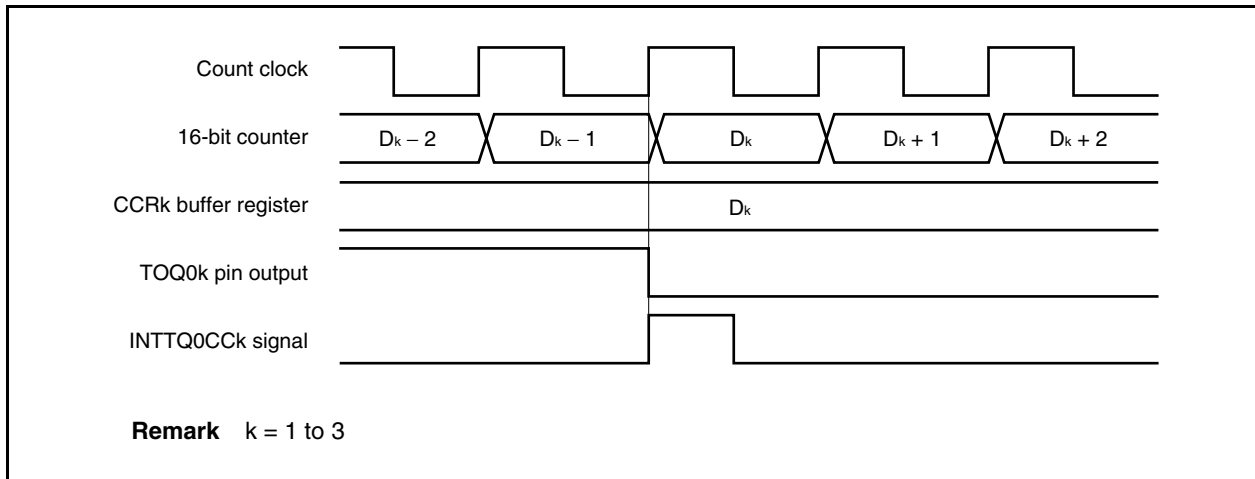 Count clock
16-bit counter Dk − 2 Dk − 1 Dk Dk + 1 Dk + 2
CCRk buffer register Dk
TOQ0k pin output
INTTQ0CCk signal
Remark k = 1 to 3